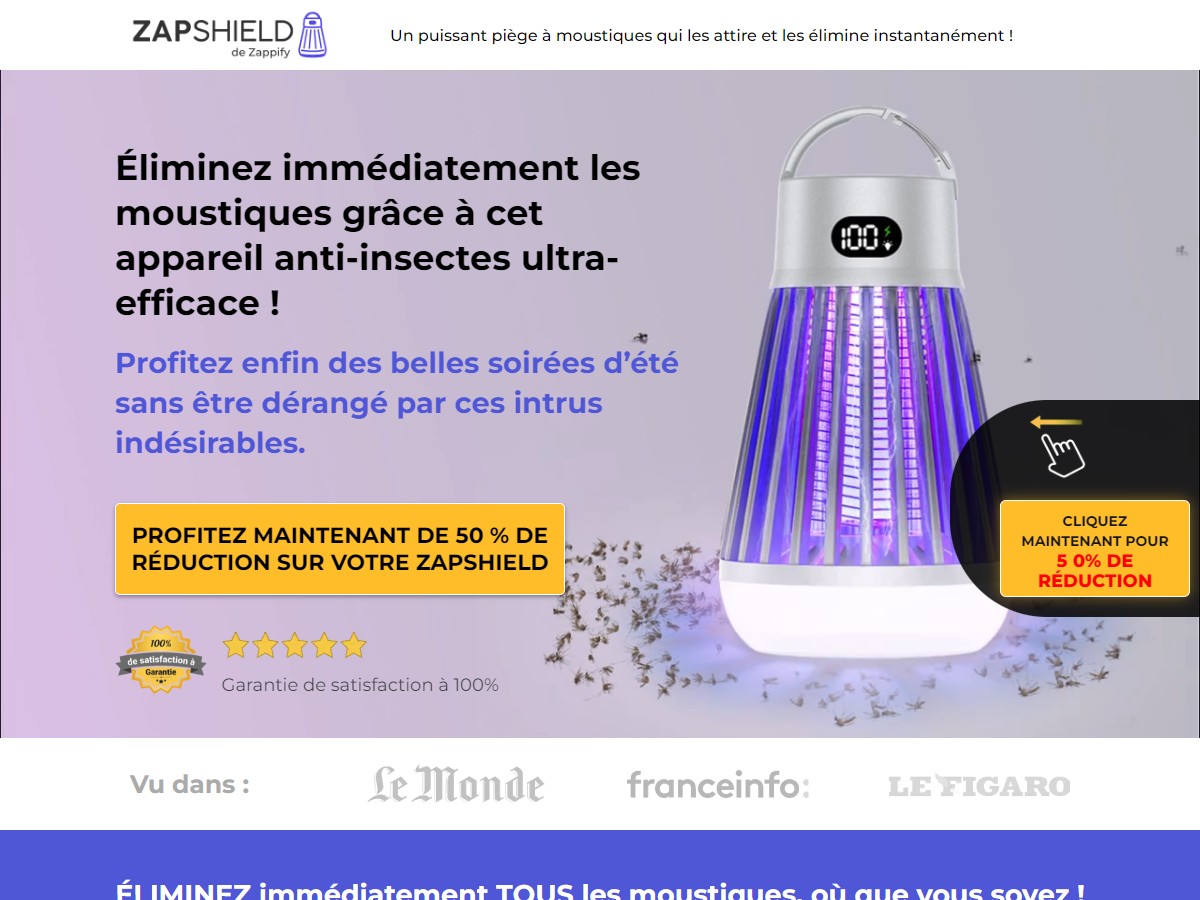 ZAPSHIELD
de Zappify
Un puissant piège à moustiques qui les attire et les élimine instantanément !
Éliminez immédiatement les
moustiques grâce à cet
appareil anti-insectes ultra-
efficace !
Profitez enfin des belles soirées d’été
sans être dérangé par ces intrus
indésirables.
PROFITEZ MAINTENANT DE 50 % DE
RÉDUCTION SUR VOTRE ZAPSHIELD
100%
de satisfaction à
Garantie
Garantie de satisfaction à 100%
100
CLIQUEZ
MAINTENANT POUR
5 0% DE
RÉDUCTION
Vu dans :
Le Monde
franceinfo:
LE FIGARO
ÉLIMINEZ immédiatement TOUS les moustiques, où que vous soyez !